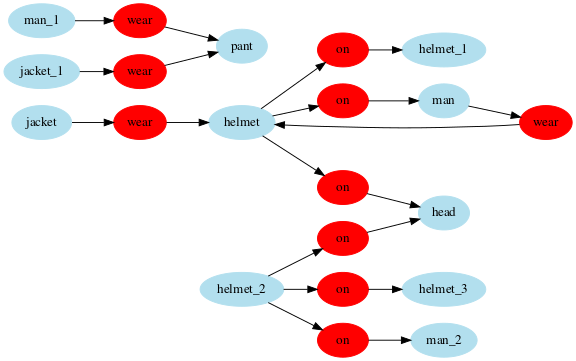 man_1 wear
pant
jacket_1 wear
jacket wear helmet
on helmet_1
on man
wear
on
head
on
helmet_2 on helmet_3
on man_2